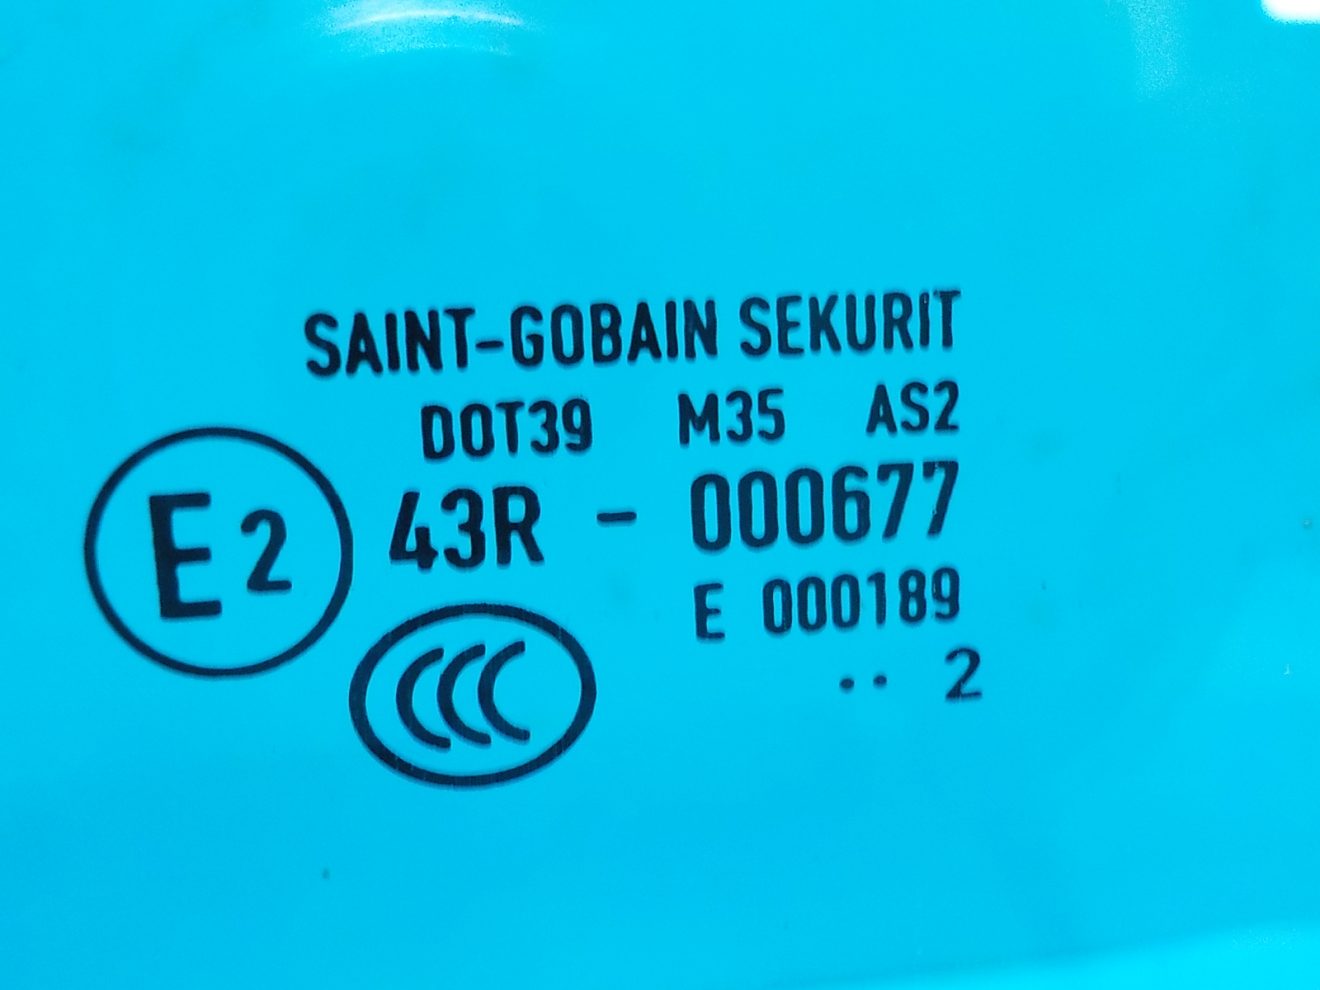 SAINT-GOBAIN SEKURIT
DOT39 M35 AS2
E2 43R - 000677
E 000189
CCC
.. 2